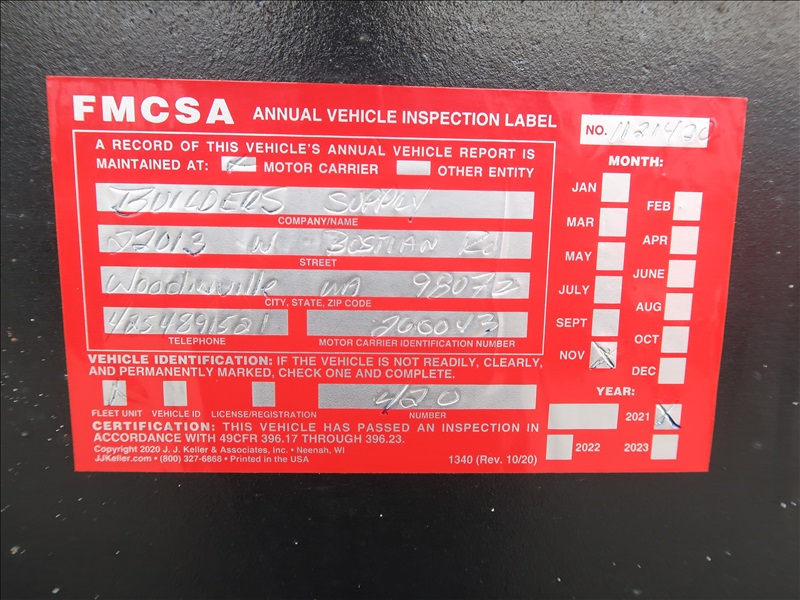 FMCSA ANNUAL VEHICLE INSPECTION LABEL
NO. 1121420
A RECORD OF THIS VEHICLE'S ANNUAL VEHICLE REPORT IS
MAINTAINED AT: MOTOR CARRIER OTHER ENTITY
BUILDERS SUPPLY
COMPANY/NAME
22013 W BOSTIAN Rd
STREET
Woodinville WA 98072
CITY, STATE, ZIP CODE
4254891521
TELEPHONE
MOTOR CARRIER IDENTIFICATION NUMBER
VEHICLE IDENTIFICATION: IF THE VEHICLE IS NOT READILY, CLEARLY,
AND PERMANENTLY MARKED, CHECK ONE AND COMPLETE.
420
FLEET UNIT VEHICLE ID LICENSE/REGISTRATION NUMBER
CERTIFICATION: THIS VEHICLE HAS PASSED AN INSPECTION IN
ACCORDANCE WITH 49CFR 396.17 THROUGH 396.23.
Copyright 2020 J. J. Keller & Associates, Inc. • Neenah, WI
JJKeller.com • (800) 327-6868 • Printed in the USA
1340 (Rev. 10/20)
MONTH:
JAN
FEB
MAR
APR
MAY
JUNE
JULY
AUG
SEPT
OCT
NOV
DEC
YEAR:
2021
2022 2023